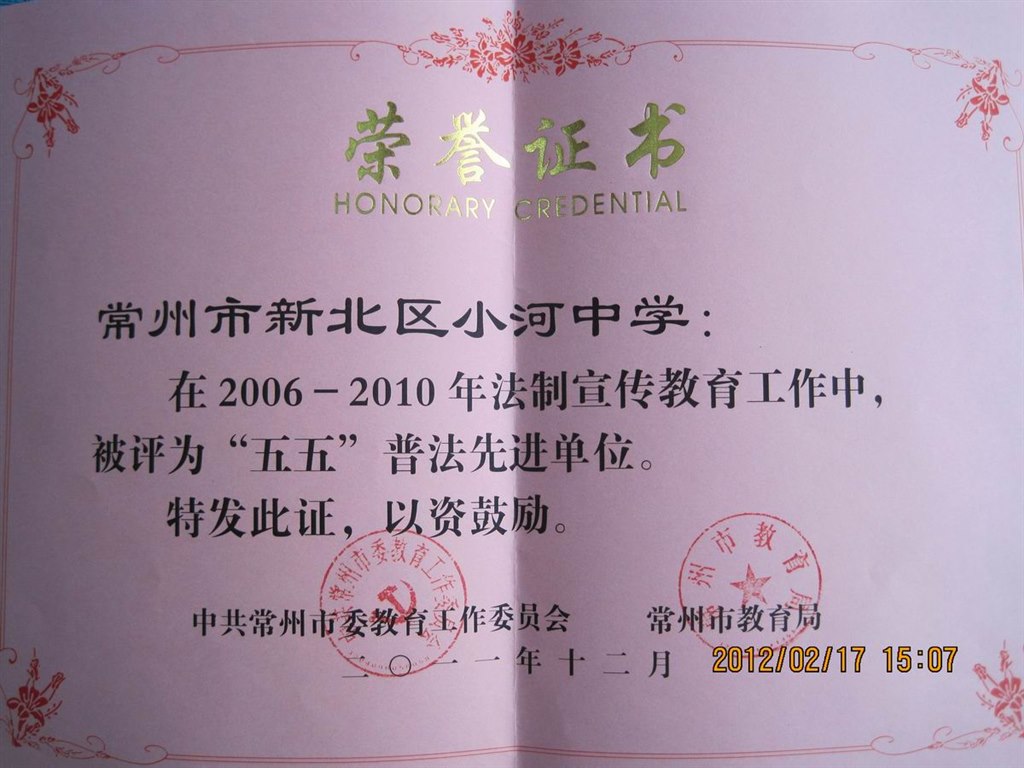 荣誉证书
HONORARY CREDENTIAL
常州市新北区小河中学：
在2006－2010年法制宣传教育工作中，
被评为“五五”普法先进单位。
特发此证，以资鼓励。
中共常州市委教育工作委员会 常州市教育局
二〇一一年十二月
2012/02/17 15:07